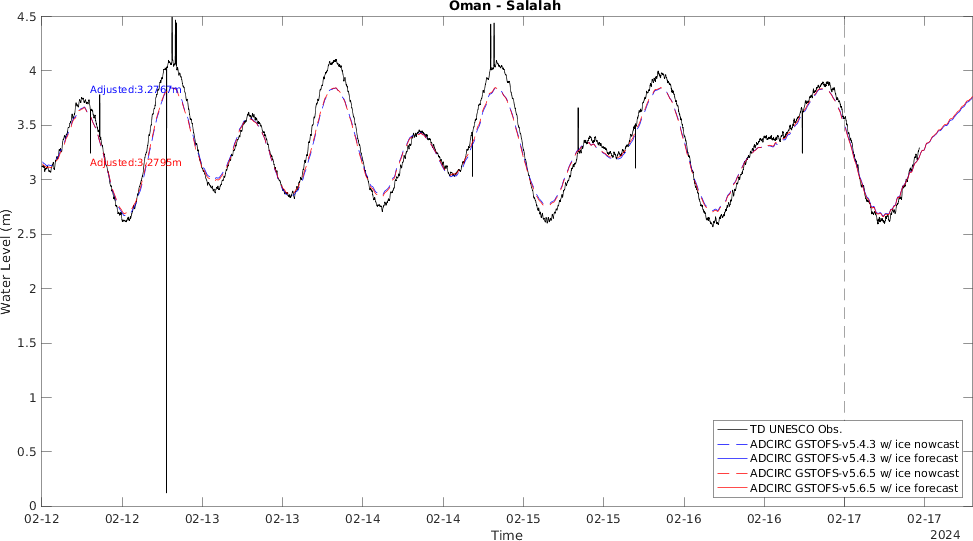 Oman - Salalah
4.5
4
3.5
3
2.5
2
1.5
1
0.5
0
Water Level (m)
Adjusted:3.2767m
Adjusted:3.2795m
TD UNESCO Obs.
ADCIRC GSTOFS-v5.4.3 w/ ice nowcast
ADCIRC GSTOFS-v5.4.3 w/ ice forecast
ADCIRC GSTOFS-v5.6.5 w/ ice nowcast
ADCIRC GSTOFS-v5.6.5 w/ ice forecast
02-12 02-12 02-13 02-13 02-14 02-14 02-15 02-15 02-16 02-16 02-17 02-17
Time
2024